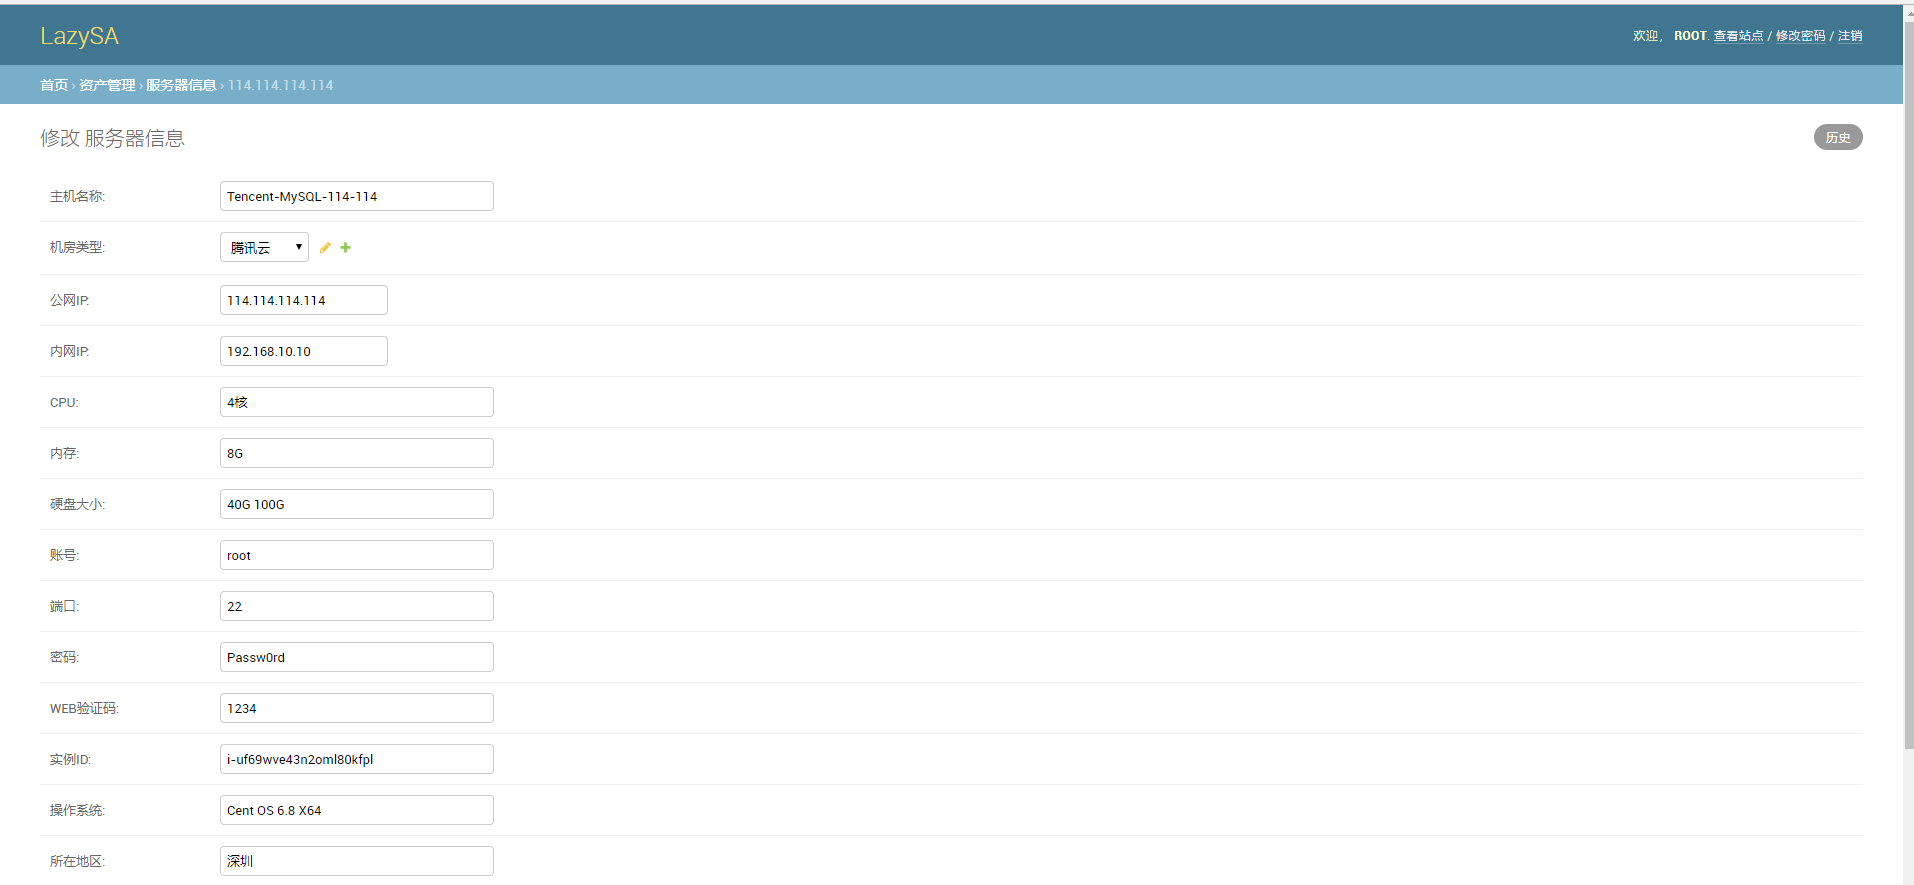 LazySA
欢迎， ROOT. 查看站点 / 修改密码 / 注销
首页 › 资产管理 › 服务器信息 › 114.114.114.114
修改 服务器信息
历史
主机名称: Tencent-MySQL-114-114
机房类型: 腾讯云
公网IP: 114.114.114.114
内网IP: 192.168.10.10
CPU: 4核
内存: 8G
硬盘大小: 40G 100G
账号: root
端口: 22
密码: Passw0rd
WEB验证码: 1234
实例ID: i-uf69wve43n2oml80kfpl
操作系统: Cent OS 6.8 X64
所在地区: 深圳